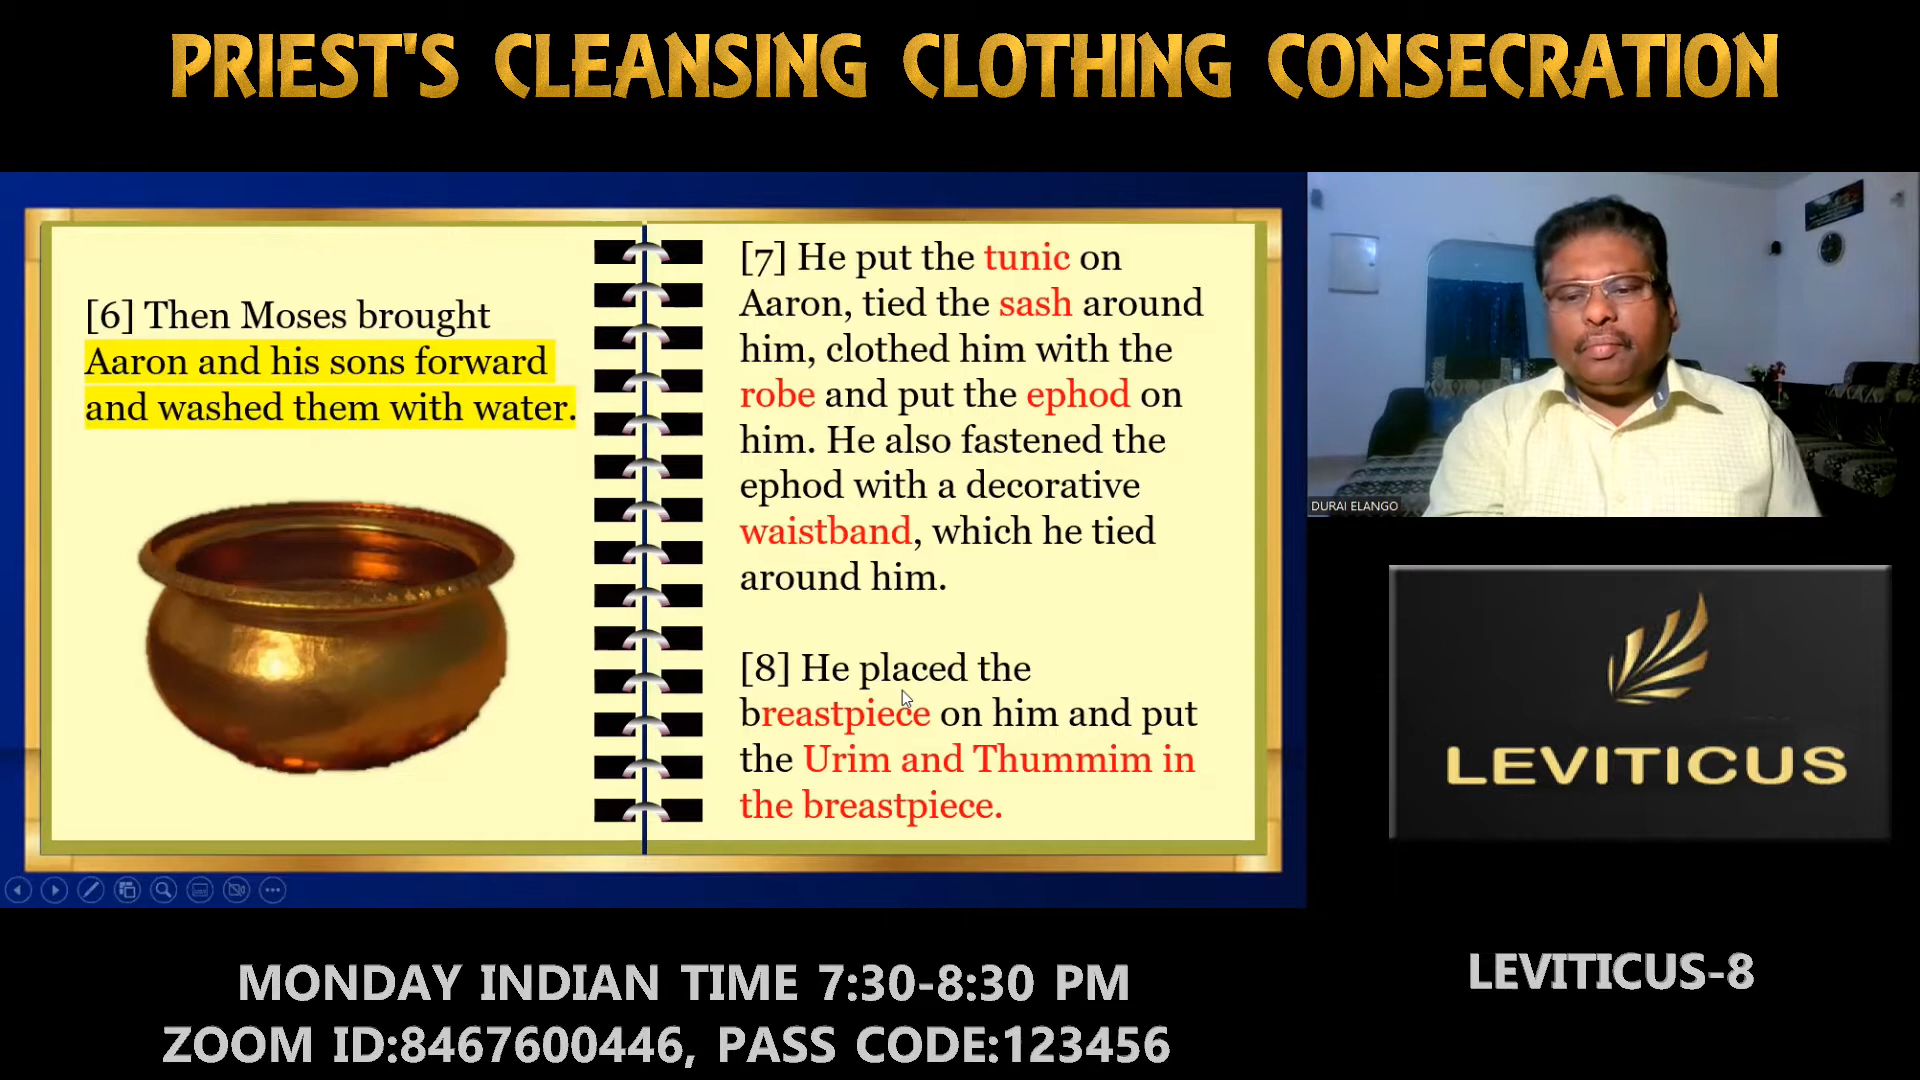 PRIEST'S CLEANSING CLOTHING CONSECRATION
[6] Then Moses brought
Aaron and his sons forward
and washed them with water.
[7] He put the tunic on
Aaron, tied the sash around
him, clothed him with the
robe and put the ephod on
him. He also fastened the
ephod with a decorative
waistband, which he tied
around him.
[8] He placed the
breastpiece on him and put
the Urim and Thummim in
the breastpiece.
DURAI ELANGO
LEVITICUS
LEVITICUS-8
MONDAY INDIAN TIME 7:30-8:30 PM
ZOOM ID:8467600446, PASS CODE:123456